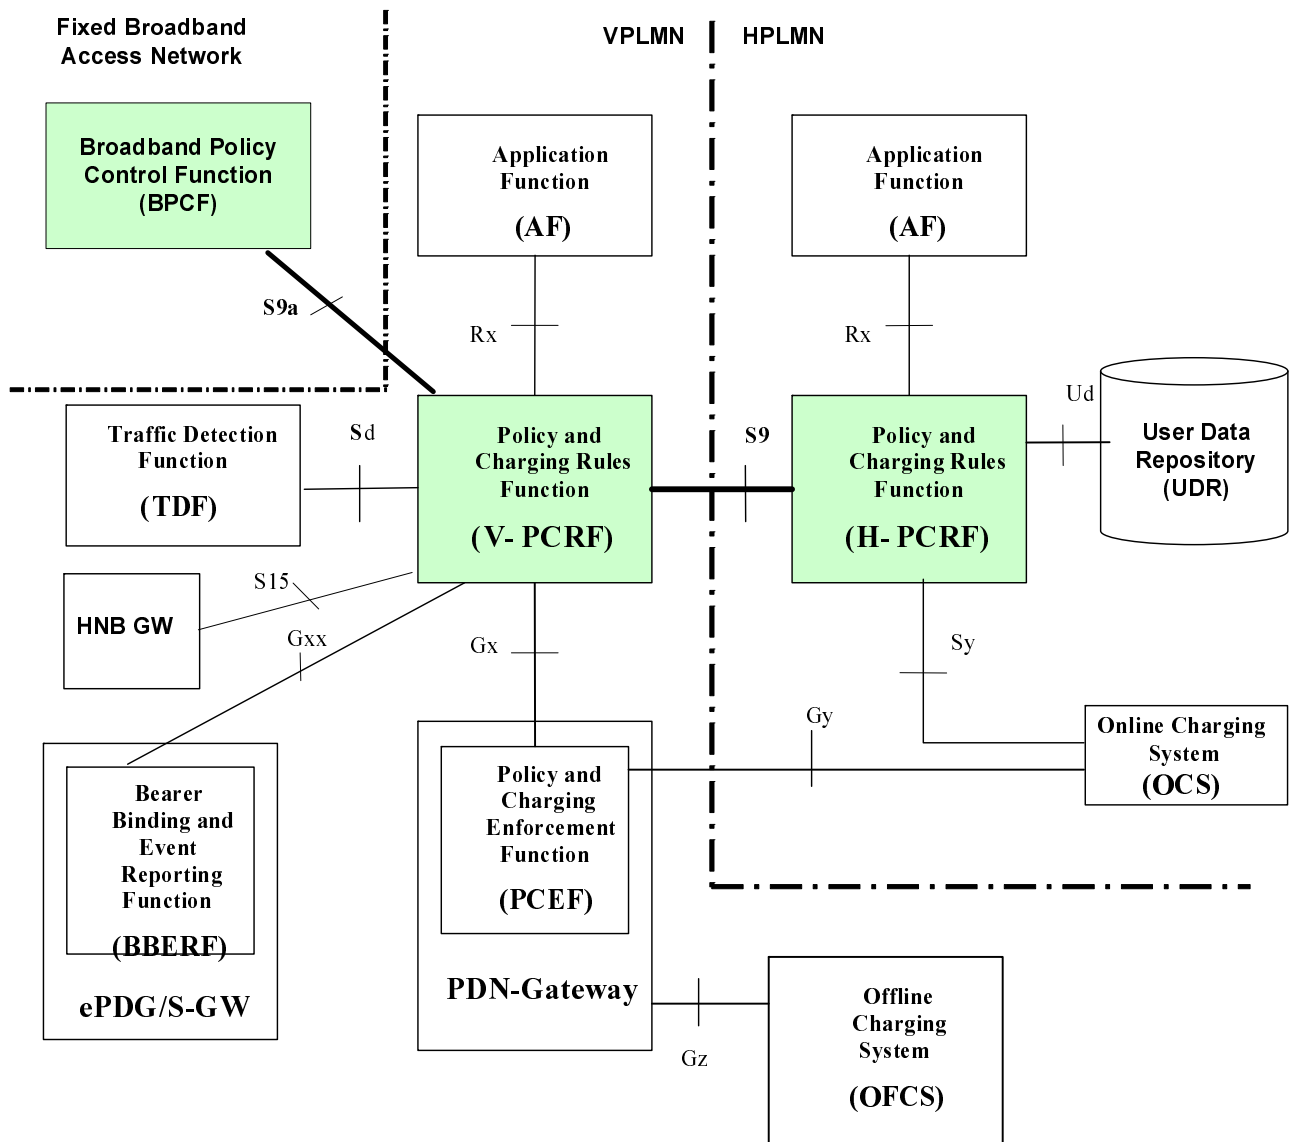 Fixed Broadband
Access Network
VPLMN
HPLMN
Broadband Policy
Control Function
(BPCF)
Application
Function
(AF)
Application
Function
(AF)
S9a
Rx
Rx
Ud
User Data
Repository
(UDR)
Traffic Detection
Function
(TDF)
Sd
Policy and
Charging Rules
Function
(V- PCRF)
S9
Policy and
Charging Rules
Function
(H- PCRF)
HNB GW
S15
Gxx
Gx
Sy
Gy
Online Charging
System
(OCS)
Bearer
Binding and
Event
Reporting
Function
(BBERF)
ePDG/S-GW
Policy and
Charging
Enforcement
Function
(PCEF)
PDN-Gateway
Gz
Offline
Charging
System
(OFCS)